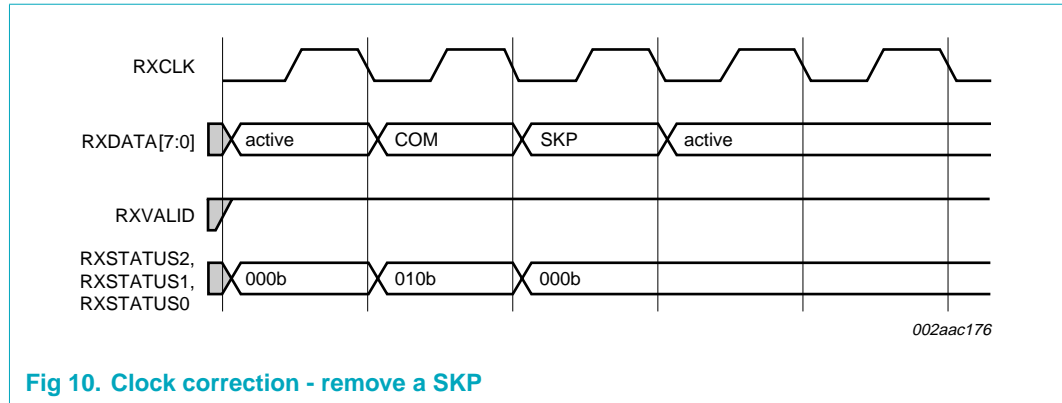 RXCLK
RXDATA[7:0]
active COM SKP active
RXVALID
RXSTATUS2,
RXSTATUS1,
RXSTATUS0
000b 010b 000b
002aac176
Fig 10. Clock correction - remove a SKP